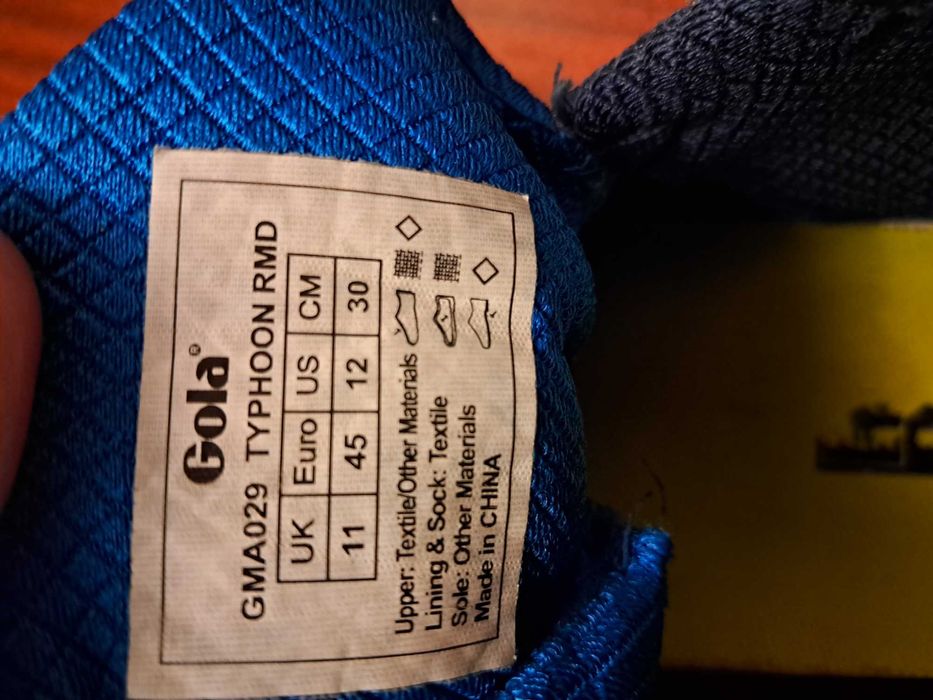 Gola®
GMA029 TYPHOON RMD
UK Euro US CM
11 45 12 30
Upper: Textile/Other Materials
Lining & Sock: Textile
Sole: Other Materials
Made in CHINA